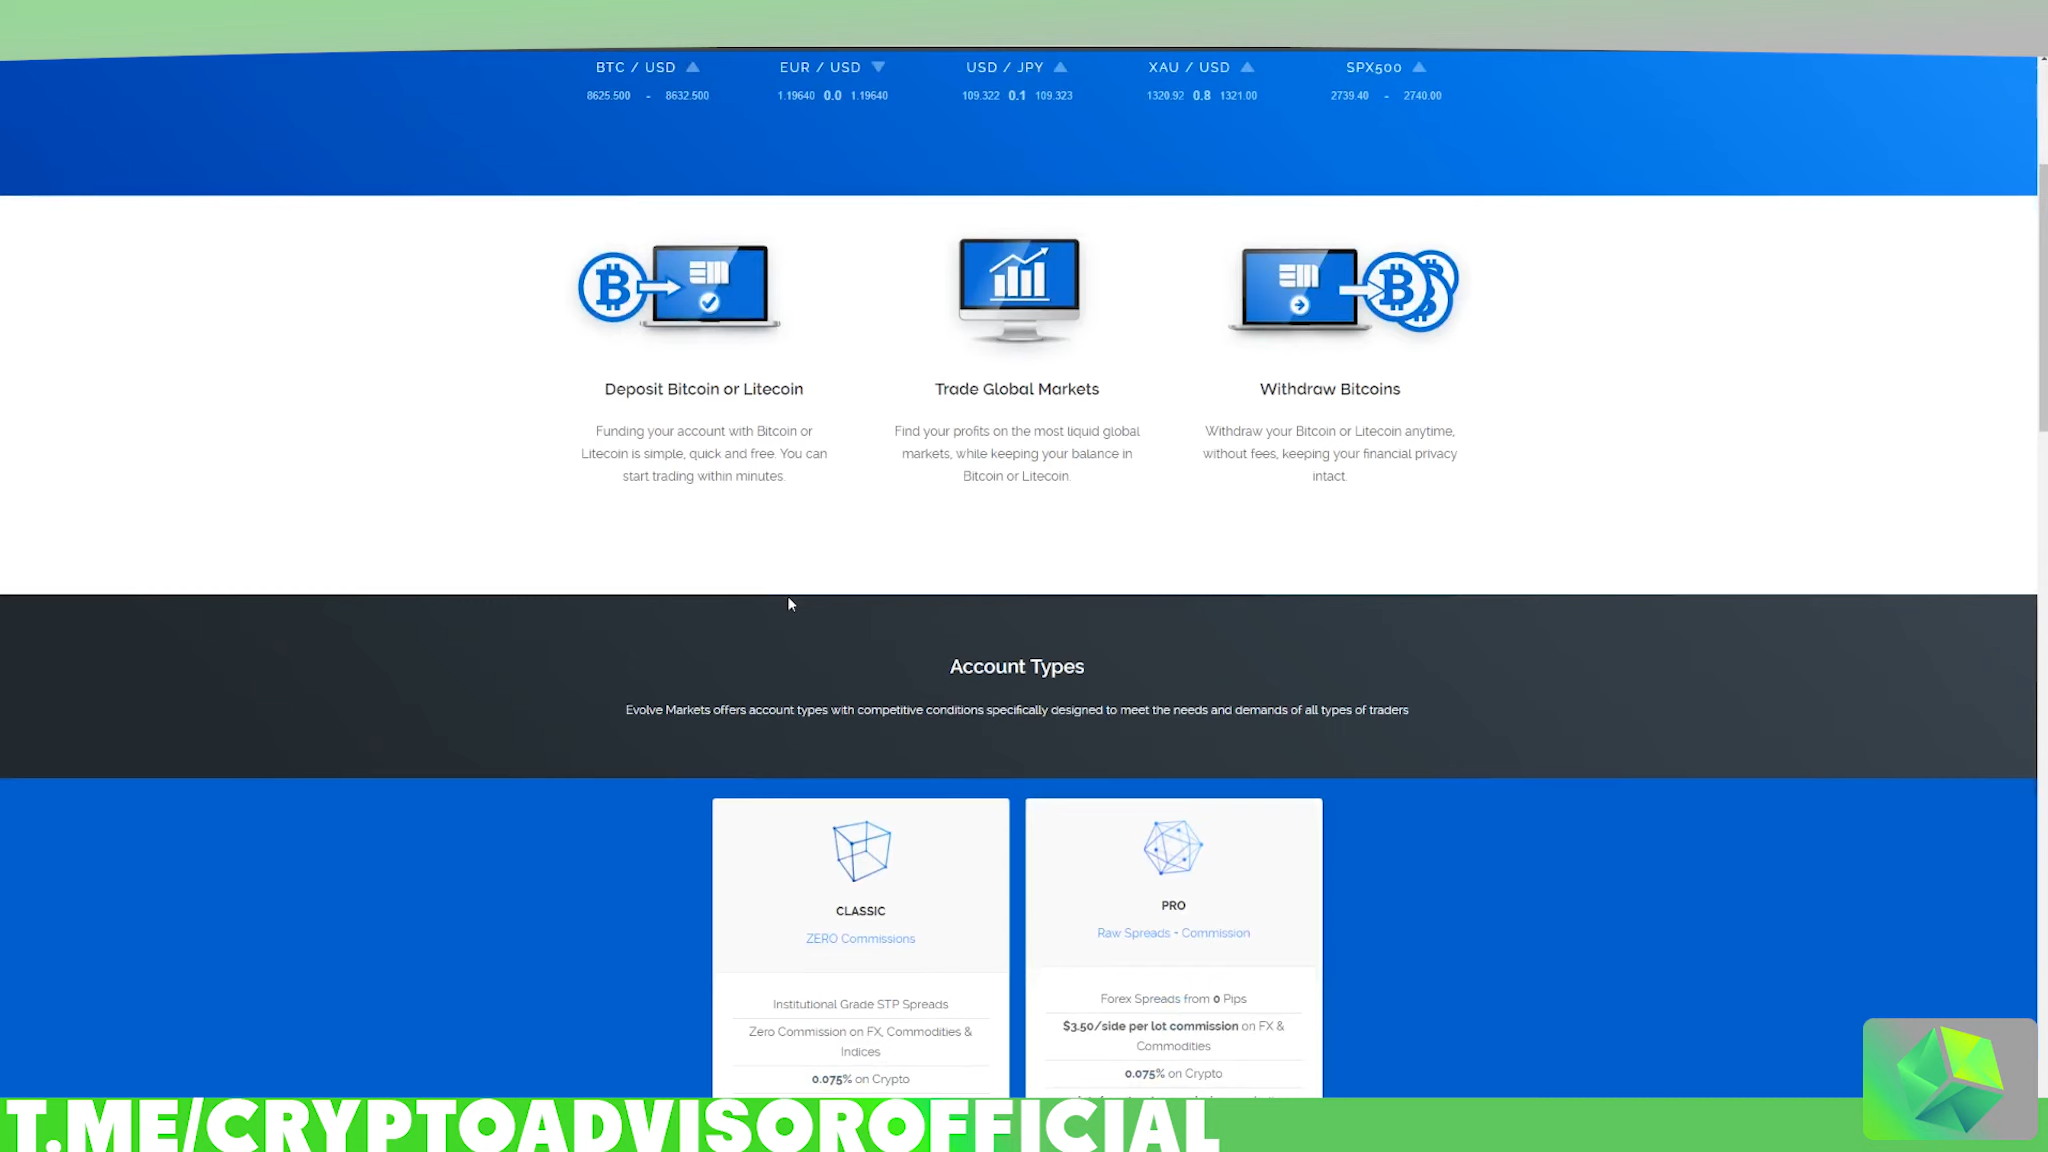 BTC / USD
EUR / USD
USD / JPY
XAU / USD
SPX500
8625.500 - 8632.500
1.19640 0.0 1.19640
109.322 0.1 109.323
1320.92 0.8 1321.00
2739.40 - 2740.00
Deposit Bitcoin or Litecoin
Funding your account with Bitcoin or
Litecoin is simple, quick and free. You can
start trading within minutes.
Trade Global Markets
Find your profits on the most liquid global
markets, while keeping your balance in
Bitcoin or Litecoin.
Withdraw Bitcoins
Withdraw your Bitcoin or Litecoin anytime,
without fees, keeping your financial privacy
intact.
Account Types
Evolve Markets offers account types with competitive conditions specifically designed to meet the needs and demands of all types of traders
CLASSIC
ZERO Commissions
Institutional Grade STP Spreads
Zero Commission on FX, Commodities &
Indices
0.075% on Crypto
PRO
Raw Spreads - Commission
Forex Spreads from 0 Pips
$3.50/side per lot commission on FX &
Commodities
0.075% on Crypto
T.ME/CRYPTOADVISOROFFICIAL